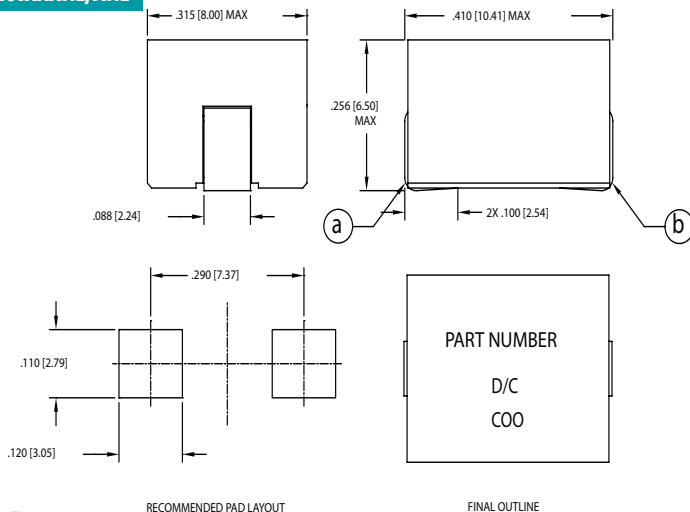 .315 [8.00] MAX
.410 [10.41] MAX
.256 [6.50]
MAX
.088 [2.24]
a
2X .100 [2.54]
b
.290 [7.37]
.110 [2.79]
.120 [3.05]
PART NUMBER
D/C
COO
RECOMMENDED PAD LAYOUT
FINAL OUTLINE